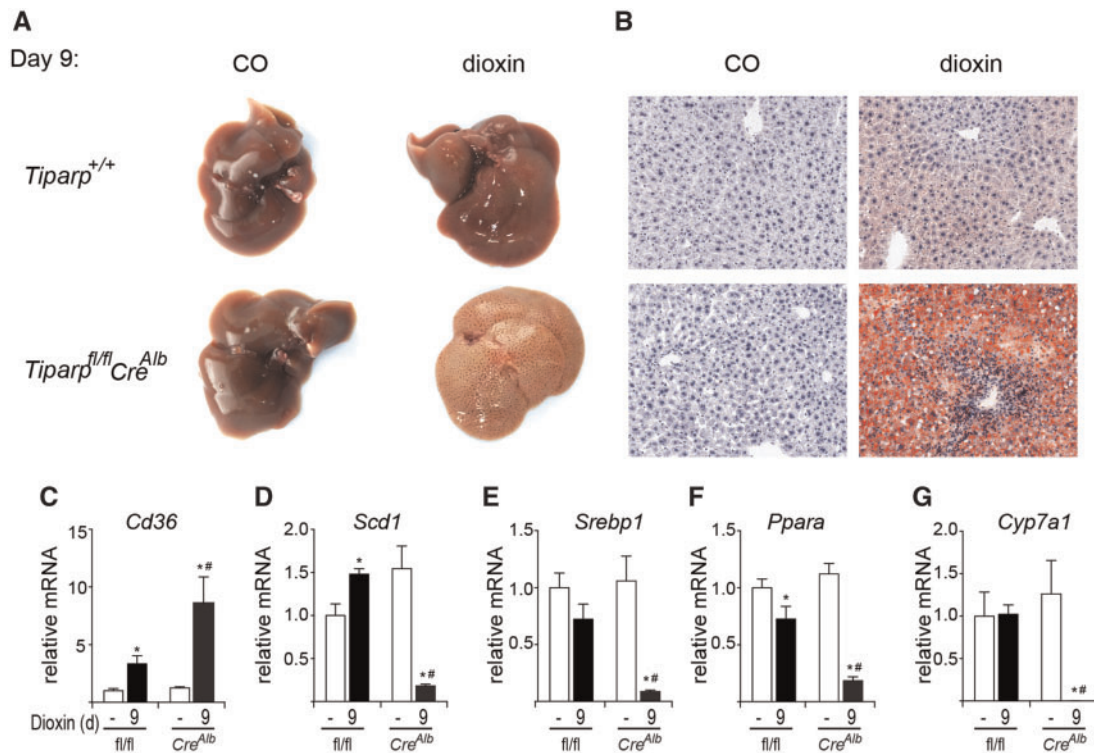 A
Day 9:
CO
dioxin
Tiparp+/+
Tiparpfl/flCreAlb
B
CO
dioxin
C
Cd36
relative mRNA
15
10
5
*
*#
Dioxin (d)
- 9 - 9
fl/fl CreAlb
D
Scd1
relative mRNA
2.0
1.5
1.0
0.5
*
*#
- 9 - 9
fl/fl CreAlb
E
Srebp1
relative mRNA
1.5
1.0
0.5
*#
- 9 - 9
fl/fl CreAlb
F
Ppara
relative mRNA
1.5
1.0
0.5
*
*#
- 9 - 9
fl/fl CreAlb
G
Cyp7a1
relative mRNA
2.0
1.5
1.0
0.5
*#
- 9 - 9
fl/fl CreAlb